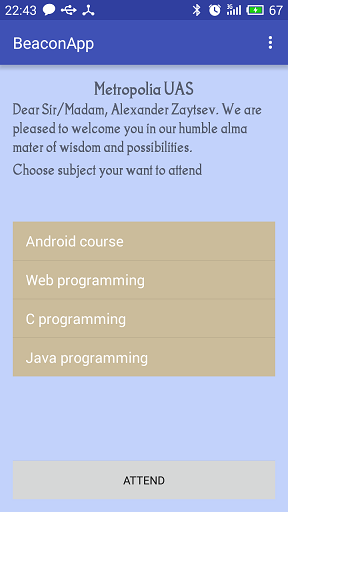 22:43 3G 67
BeaconApp
Metropolia UAS
Dear Sir/Madam, Alexander Zaytsev. We are
pleased to welcome you in our humble alma
mater of wisdom and possibilities.
Choose subject your want to attend
Android course
Web programming
C programming
Java programming
ATTEND